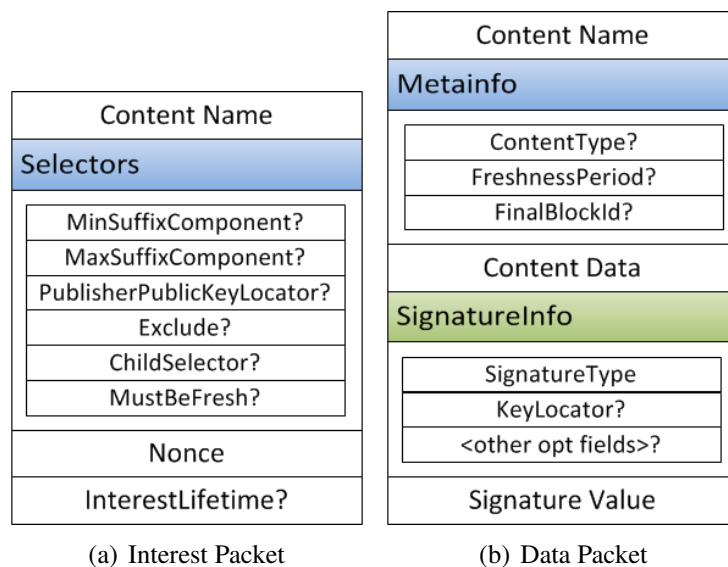 Content Name
Selectors
MinSuffixComponent?
MaxSuffixComponent?
PublisherPublicKeyLocator?
Exclude?
ChildSelector?
MustBeFresh?
Nonce
InterestLifetime?
(a) Interest Packet
Content Name
Metainfo
ContentType?
FreshnessPeriod?
FinalBlockId?
Content Data
SignatureInfo
SignatureType
KeyLocator?
<other opt fields>?
Signature Value
(b) Data Packet